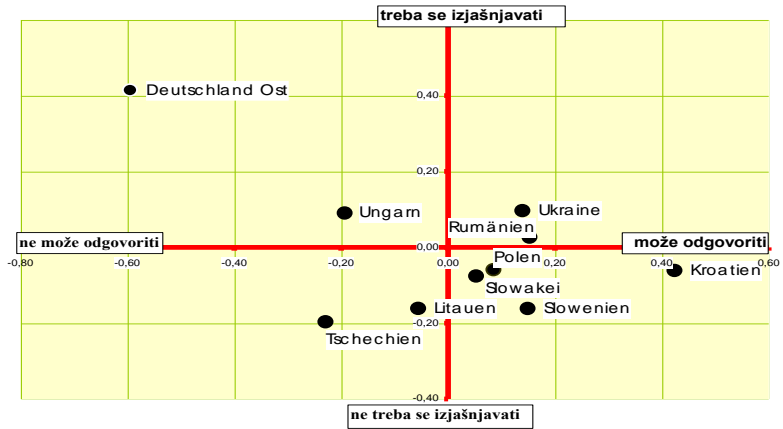 treba se izjašnjavati
0,40
Deutschland Ost
0,20
Ungarn
Ukraine
Rumänien
ne može odgovoriti
0,00
može odgovoriti
-0,80
-0,60
-0,40
-0,20
0,00
0,20
0,40
0,60
Polen
Kroatien
Slowakei
Litauen
Slowenien
-0,20
Tschechien
-0,40
ne treba se izjašnjavati